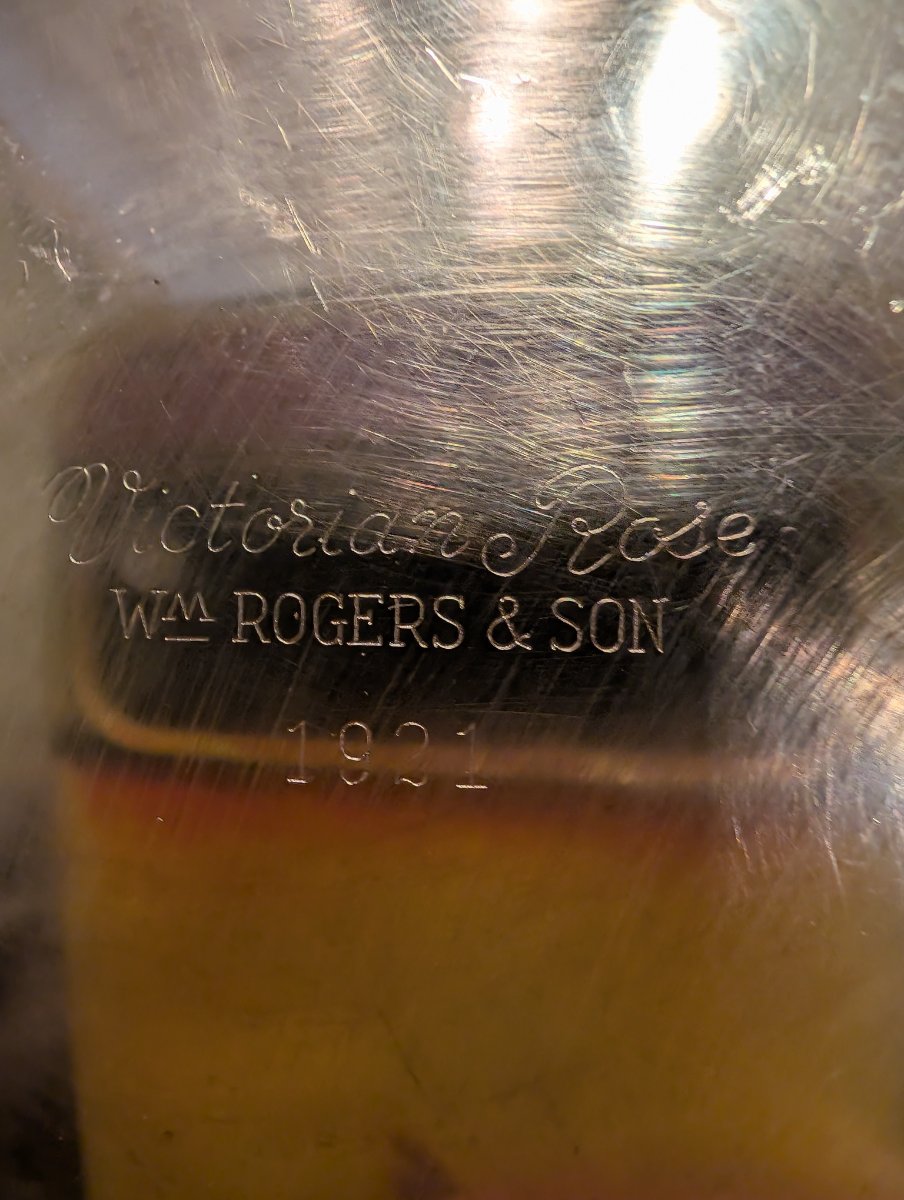 Victorian Rose
WM ROGERS & SON
1921